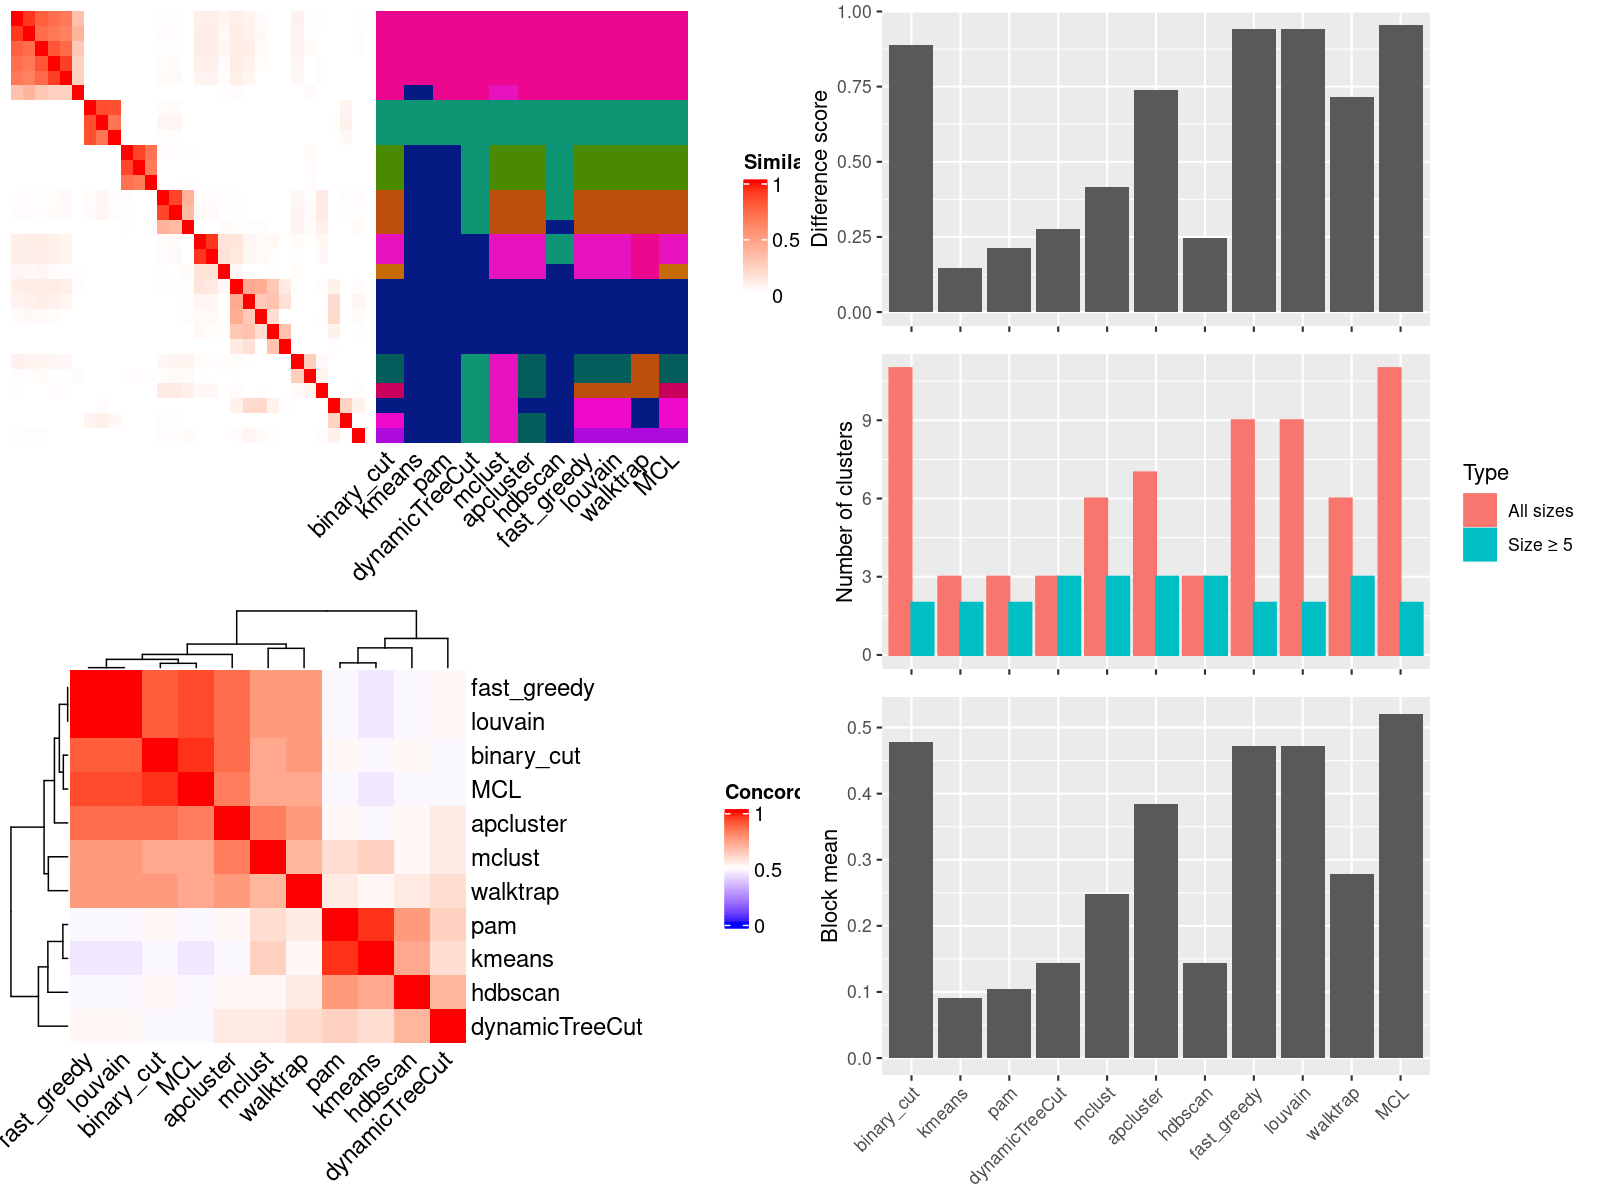 Simila
1
0.5
0
binary_cut
kmeans
pam
dynamicTreeCut
mclust
apcluster
hdbscan
fast_greedy
louvain
walktrap
MCL
fast_greedy
louvain
binary_cut
MCL
apcluster
mclust
walktrap
pam
kmeans
hdbscan
dynamicTreeCut
Concord
1
0.5
0
fast_greedy
louvain
binary_cut
MCL
apcluster
mclust
walktrap
pam
kmeans
hdbscan
dynamicTreeCut
Difference score
1.00
0.75
0.50
0.25
0.00
Number of clusters
9
6
3
0
Type
All sizes
Size ≥ 5
Block mean
0.5
0.4
0.3
0.2
0.1
0.0
binary_cut
kmeans
pam
dynamicTreeCut
mclust
apcluster
hdbscan
fast_greedy
louvain
walktrap
MCL